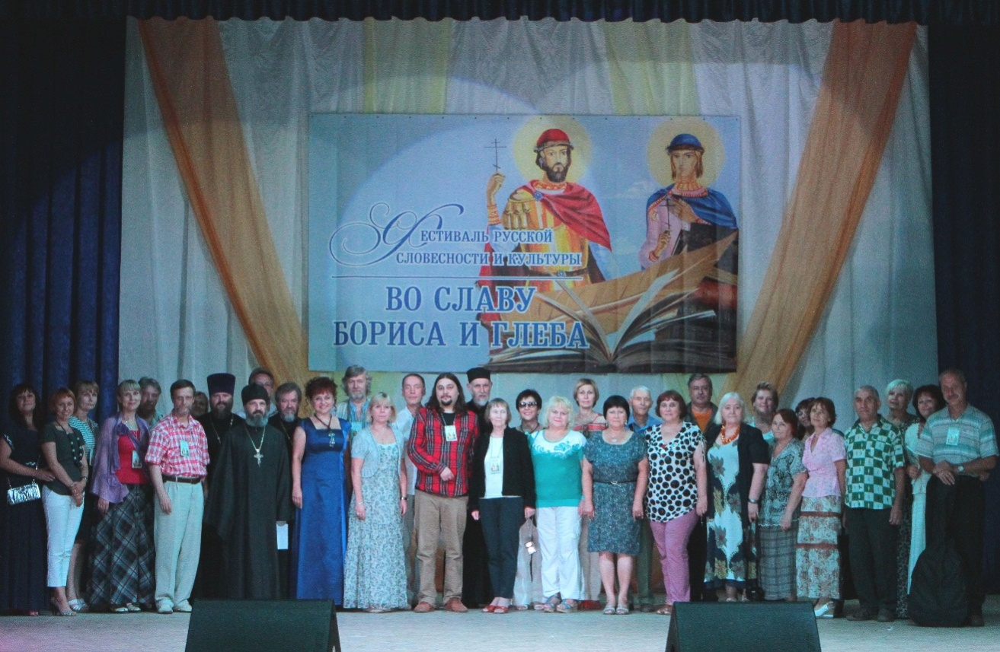 ФЕСТИВАЛЬ РУССКОЙ
СЛОВЕСНОСТИ И КУЛЬТУРЫ
ВО СЛАВУ
БОРИСА И ГЛЕБА